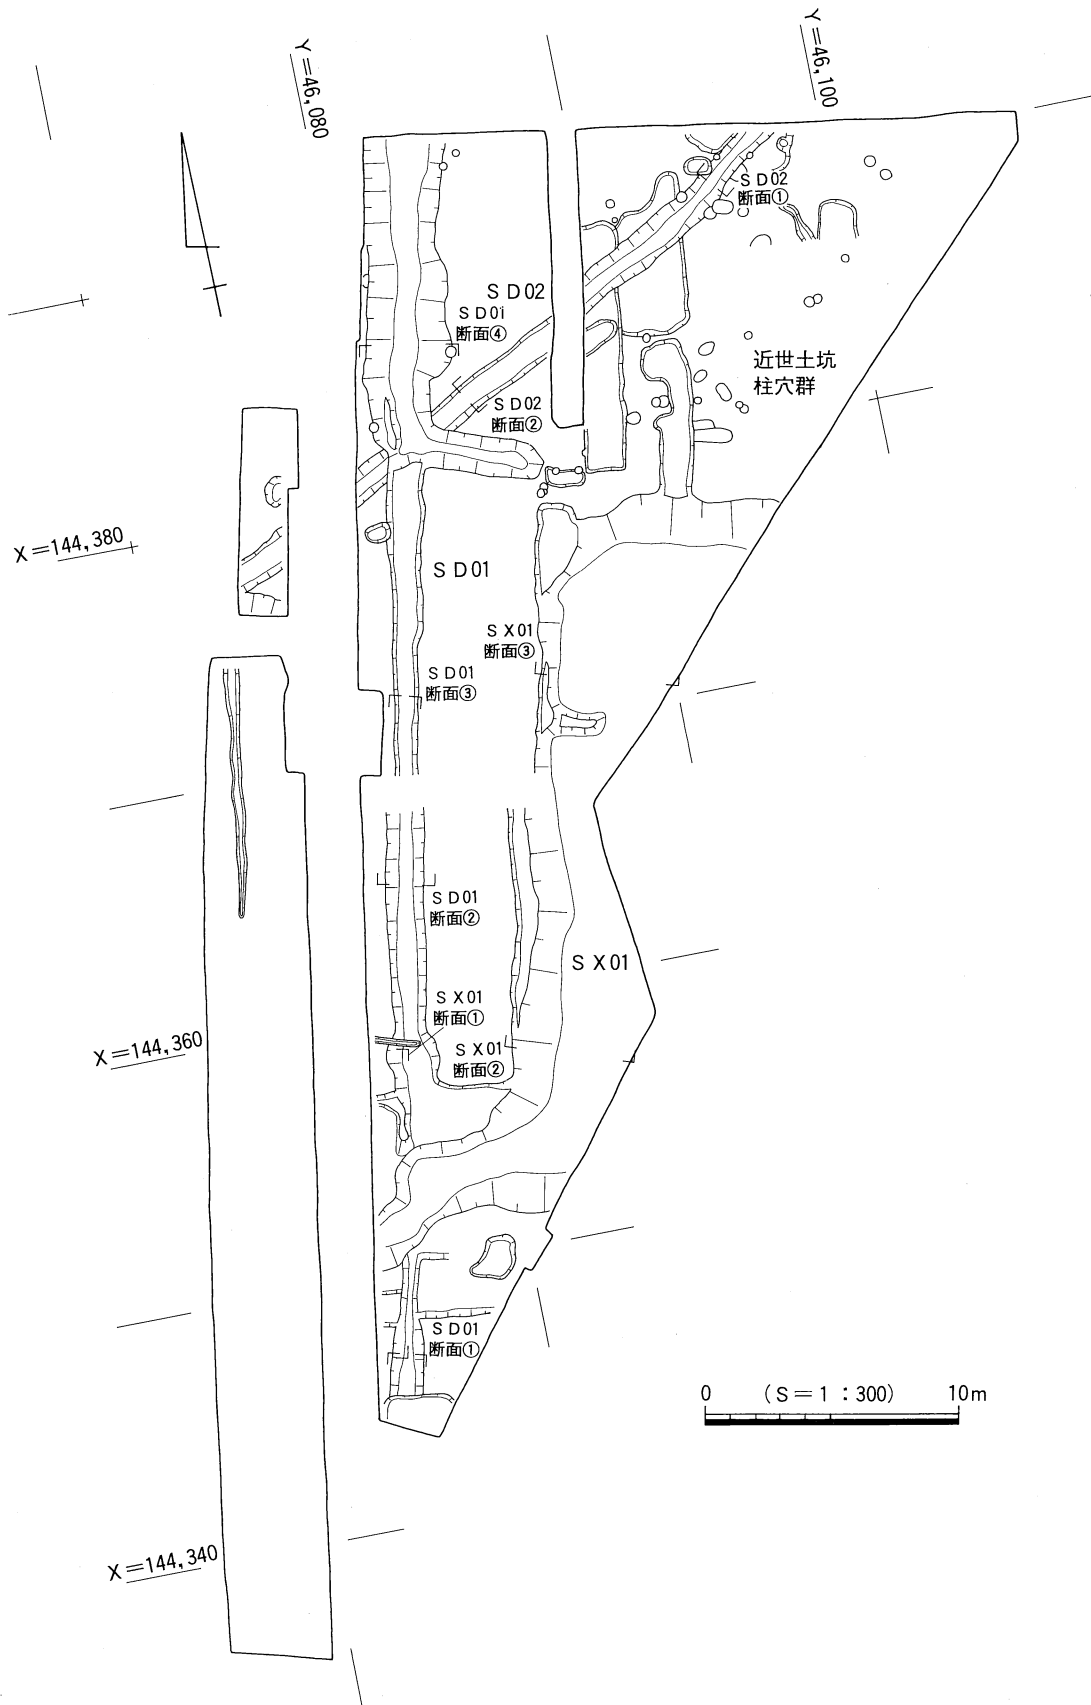 Y=46,080
Y=46,100
SD02
断面①
SD02
SD01
断面④
近世土坑
柱穴群
SD02
断面②
X=144,380
SD01
SX01
断面③
SD01
断面③
SD01
断面②
SX01
SX01
断面①
X=144,360
SX01
断面②
SD01
断面①
0 (S=1:300) 10m
X=144,340